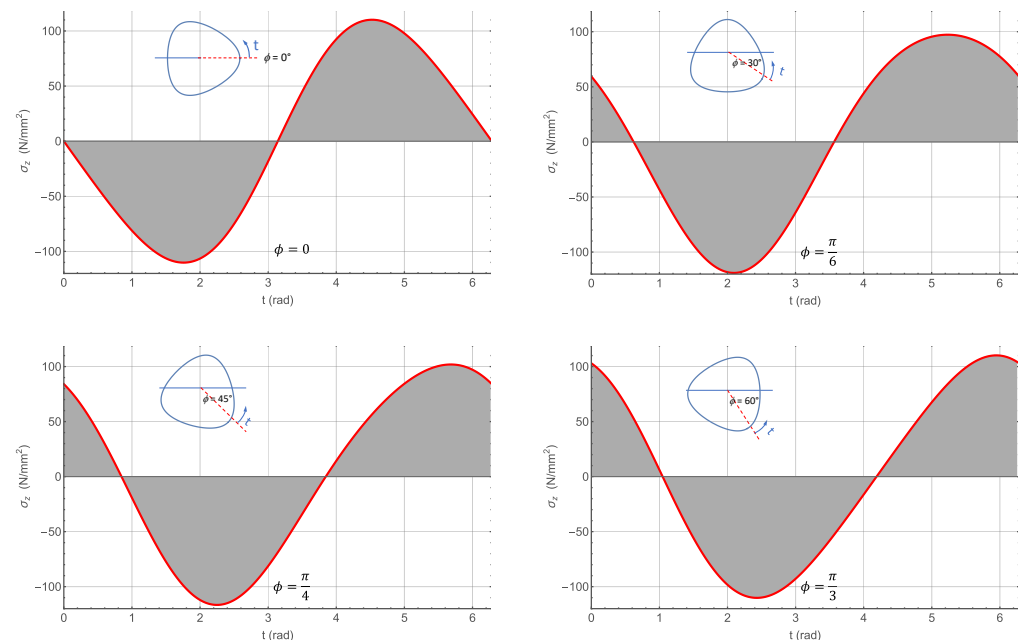 100
50
0
−50
−100
σz (N/mm²)
t
ϕ = 0°
ϕ = 0
0 1 2 3 4 5 6
t (rad)
100
50
0
−50
−100
σz (N/mm²)
ϕ = 30°
t
ϕ = π/6
0 1 2 3 4 5 6
t (rad)
100
50
0
−50
−100
σz (N/mm²)
ϕ = 45°
t
ϕ = π/4
0 1 2 3 4 5 6
t (rad)
100
50
0
−50
−100
σz (N/mm²)
ϕ = 60°
t
ϕ = π/3
0 1 2 3 4 5 6
t (rad)